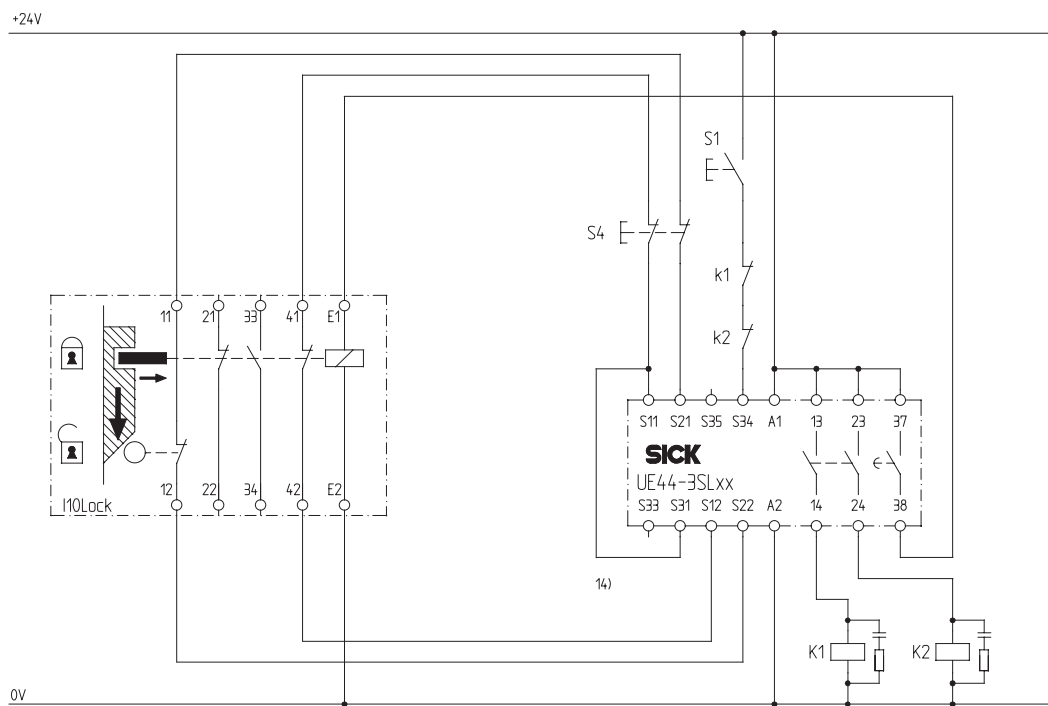 +24V
S1
S4
k1
k2
11 21 33 41 E1
S11 S21 S35 S34 A1 13 23 37
SICK
UE44-3SLxx
12 22 34 42 E2
I10Lock
S33 S31 S12 S22 A2 14 24 38
14)
K1
K2
0V